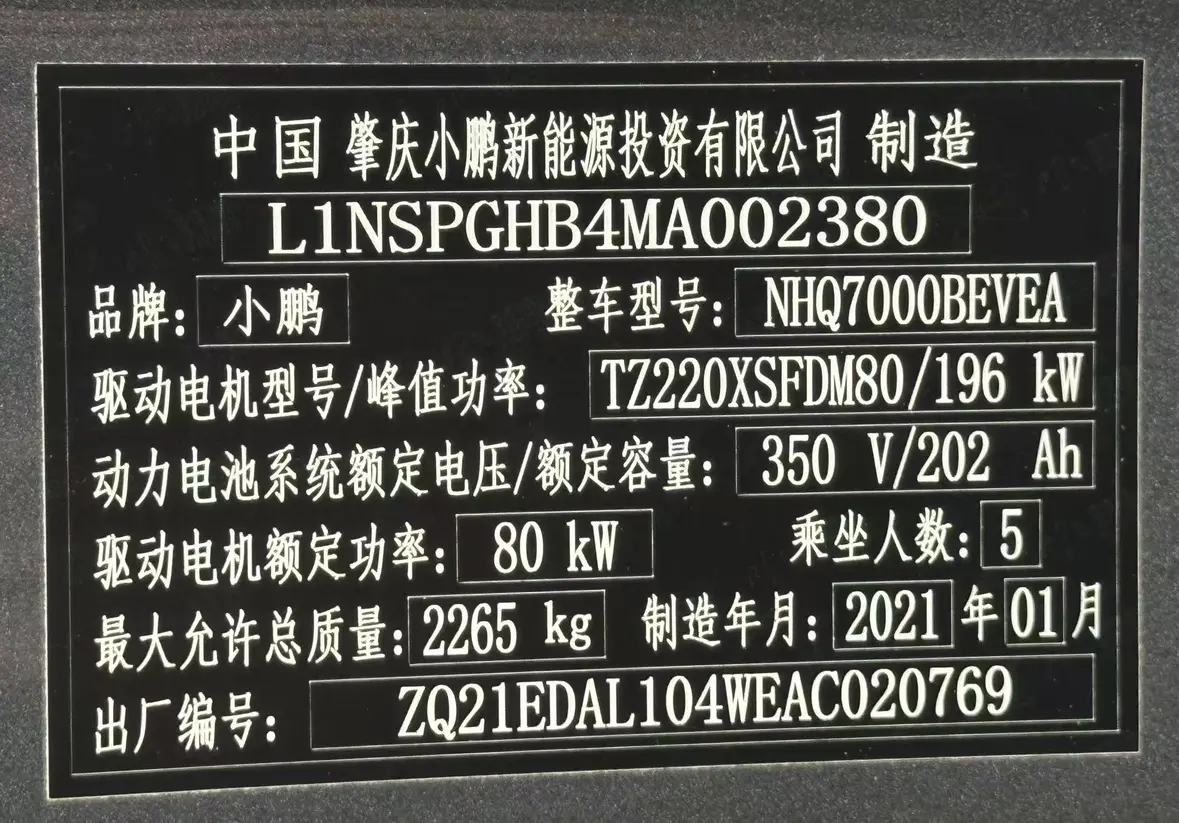 中国 肇庆小鹏新能源投资有限公司 制造
L1NSPGHB4MA002380
品牌: 小鹏 整车型号: NHQ7000BEVEA
驱动电机型号/峰值功率: TZ220XSFDM80/196 kW
动力电池系统额定电压/额定容量: 350 V/202 Ah
驱动电机额定功率: 80 kW 乘坐人数: 5
最大允许总质量: 2265 kg 制造年月: 2021 年 01 月
出厂编号: ZQ21EDAL104WEAC020769